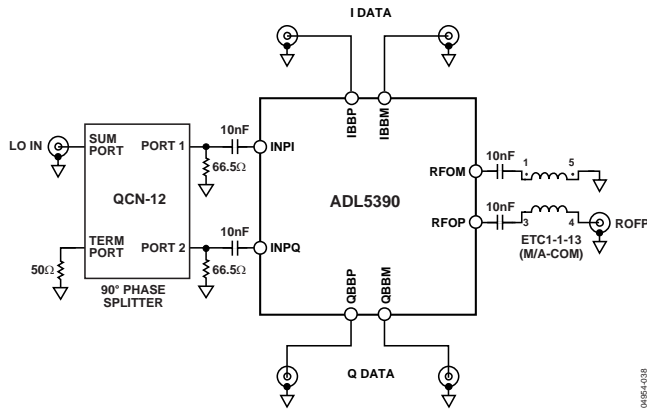 I DATA
LO IN
SUM
PORT
PORT 1
10nF
INPI
66.5Ω
QCN-12
TERM
PORT
PORT 2
10nF
INPQ
50Ω
66.5Ω
90° PHASE
SPLITTER
IBBP
IBBM
ADL5390
QBBP
QBBM
RFOM
10nF
1
5
RFOP
10nF
3
4
ROFP
ETC1-1-13
(M/A-COM)
Q DATA
04954-038